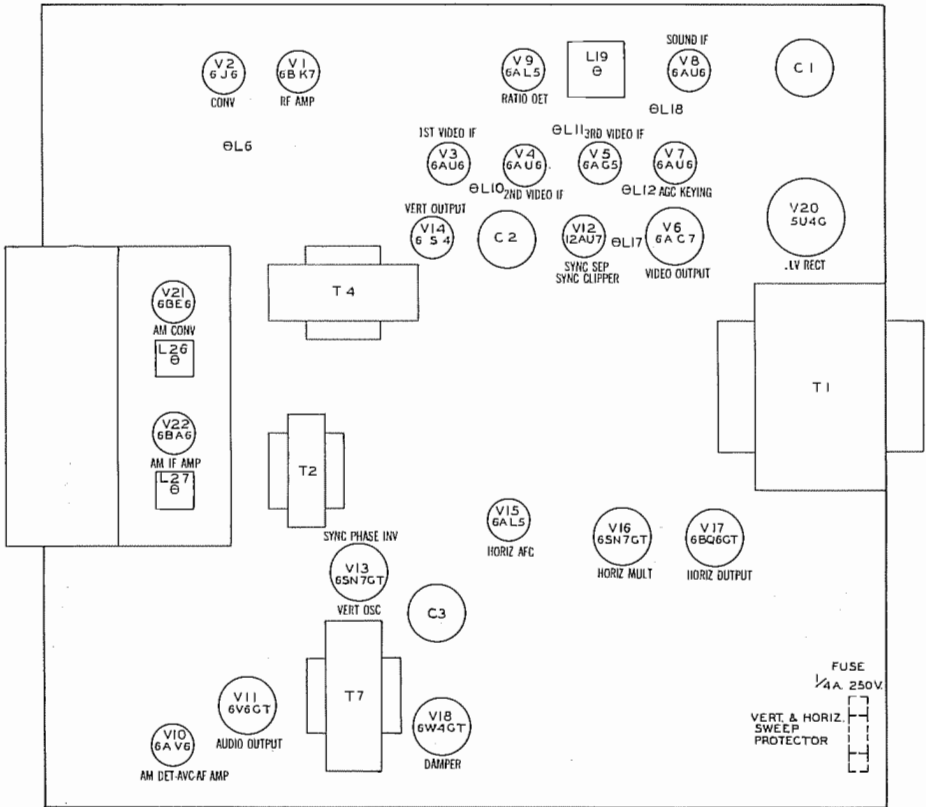 V2
6J6
CONV
V1
6BK7
RF AMP
V9
6AL5
RATIO DET
L19
SOUND IF
V8
6AU6
C1
L18
L6
1ST VIDEO IF
V3
6AU6
L10
V4
6AU6
2ND VIDEO IF
L11
3RD VIDEO IF
V5
6AG5
L12
V7
6AU6
AGC KEYING
VERT OUTPUT
V14
6S4
C2
V12
12AU7
SYNC SEP
SYNC CLIPPER
L17
V6
6AC7
VIDEO OUTPUT
V20
5U4G
.LV RECT
V21
6BE6
AM CONV
L26
T4
T1
V22
6BA6
AM IF AMP
L27
T2
V15
6AL5
HORIZ AFC
V16
6SN7GT
HORIZ MULT
V17
6BQ6GT
HORIZ OUTPUT
SYNC PHASE INV
V13
6SN7GT
VERT OSC
C3
T7
V11
6V6GT
AUDIO OUTPUT
V10
6AV6
AM DET-AVC-AF AMP
V18
6W4GT
DAMPER
FUSE
1/4A. 250V.
VERT. & HORIZ.
SWEEP
PROTECTOR